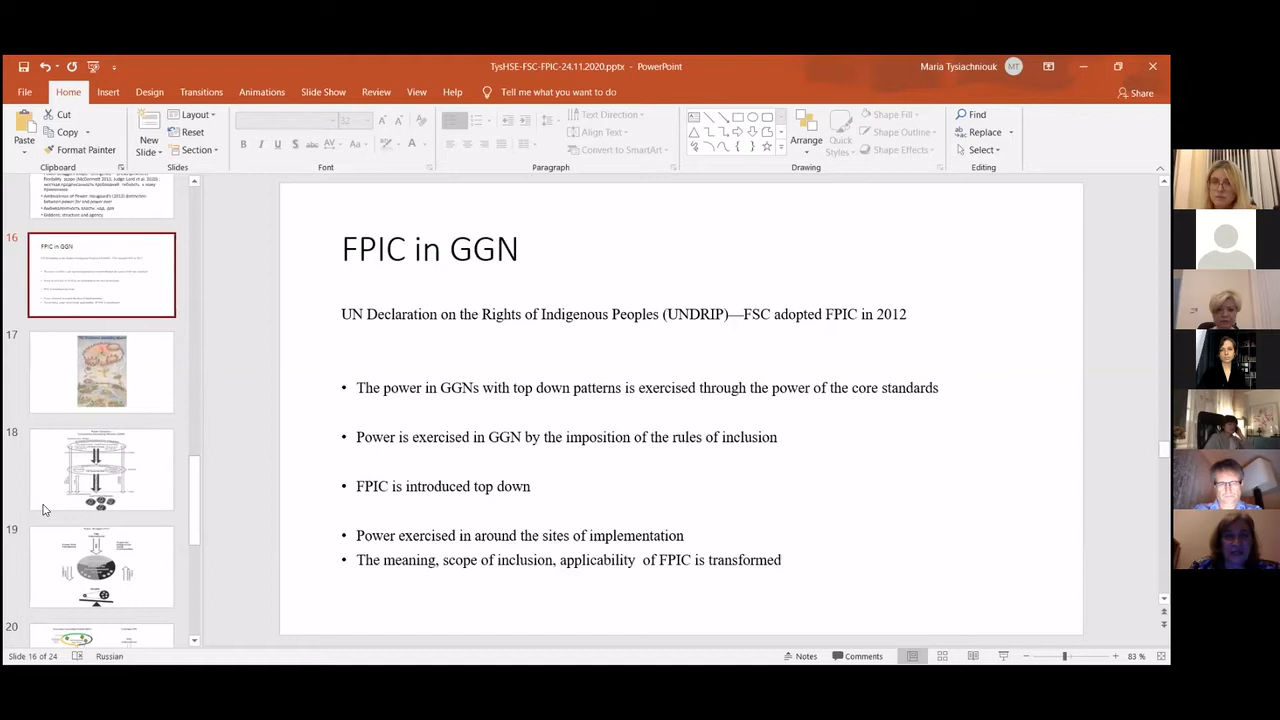 TysHSE-FSC-FPIC-24.11.2020.pptx - PowerPoint
Maria Tysiachniouk
MT
File Home Insert Design Transitions Animations Slide Show Review View Help Tell me what you want to do
Share
Paste
Cut
Copy
Format Painter
Clipboard
New Slide
Layout
Reset
Section
Slides
32
Font
Text Direction
Align Text
Convert to SmartArt
Paragraph
Arrange
Quick Styles
Shape Fill
Shape Outline
Shape Effects
Drawing
Find
Replace
Select
Editing
16
FPIC in GGN
17
18
19
20
FPIC in GGN
UN Declaration on the Rights of Indigenous Peoples (UNDRIP)—FSC adopted FPIC in 2012
• The power in GGNs with top down patterns is exercised through the power of the core standards
• Power is exercised in GGN by the imposition of the rules of inclusion
• FPIC is introduced top down
• Power exercised in around the sites of implementation
• The meaning, scope of inclusion, applicability of FPIC is transformed
Slide 16 of 24
Russian
Notes
Comments
83 %